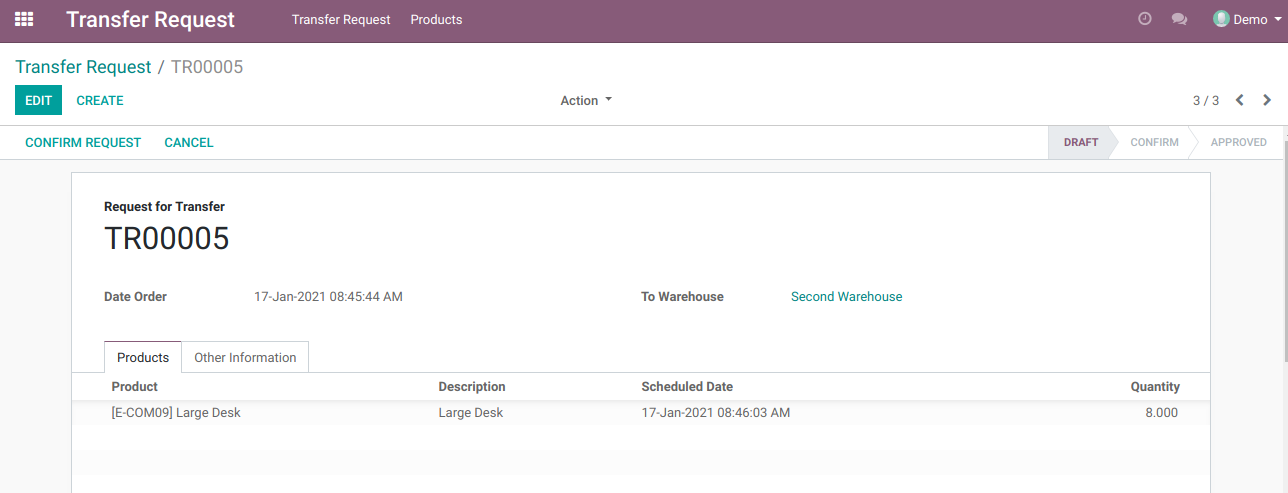 Transfer Request Transfer Request Products Demo
Transfer Request / TR00005
EDIT CREATE Action 3 / 3
CONFIRM REQUEST CANCEL DRAFT CONFIRM APPROVED
Request for Transfer
TR00005
Date Order 17-Jan-2021 08:45:44 AM To Warehouse Second Warehouse
Products Other Information
Product Description Scheduled Date Quantity
[E-COM09] Large Desk Large Desk 17-Jan-2021 08:46:03 AM 8.000